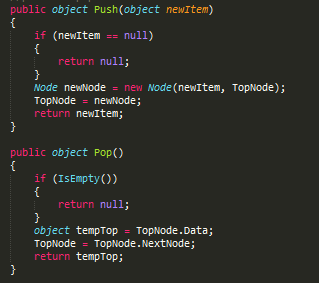 public object Push(object newItem)
{
    if (newItem == null)
    {
        return null;
    }
    Node newNode = new Node(newItem, TopNode);
    TopNode = newNode;
    return newItem;
}

public object Pop()
{
    if (IsEmpty())
    {
        return null;
    }
    object tempTop = TopNode.Data;
    TopNode = TopNode.NextNode;
    return tempTop;
}